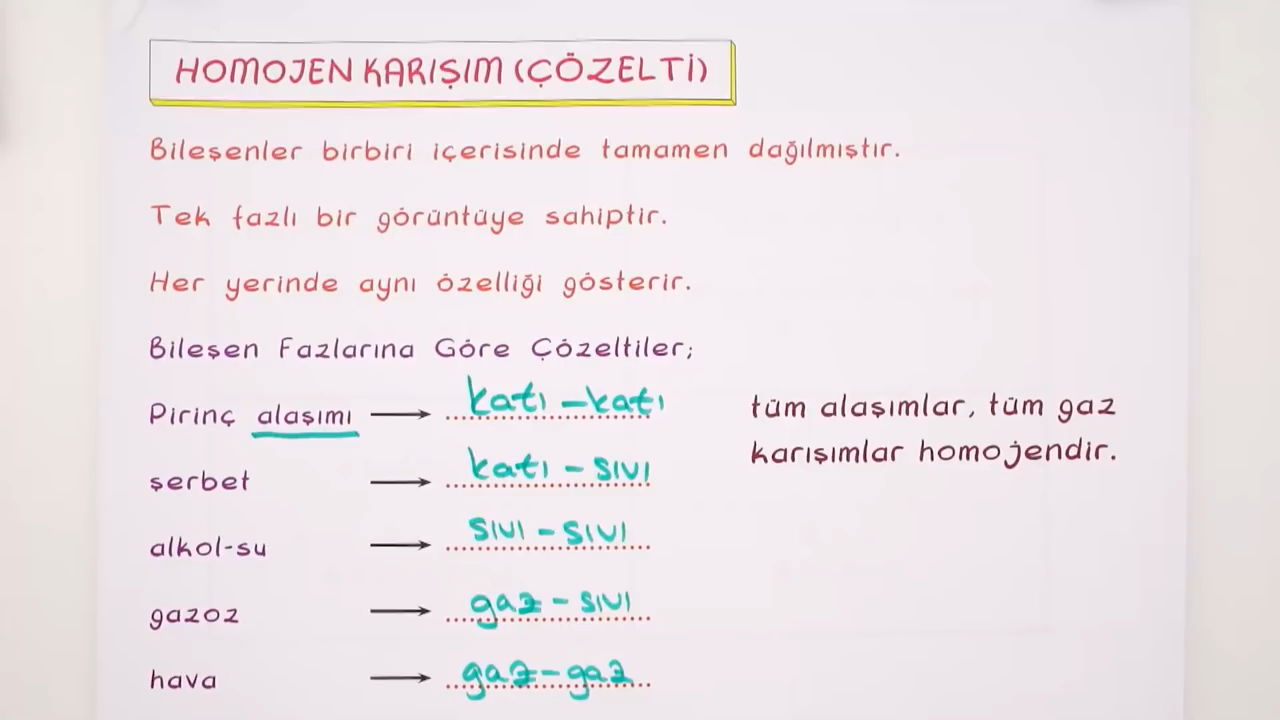 HOMOJEN KARIŞIM (ÇÖZELTİ)
Bileşenler birbiri içerisinde tamamen dağılmıştır.
Tek fazlı bir görüntüye sahiptir.
Her yerinde aynı özelliği gösterir.
Bileşen Fazlarına Göre Çözeltiler;
Pirinç alaşımı → katı - katı
şerbet → katı - sıvı
alkol-su → sıvı - sıvı
gazoz → gaz - sıvı
hava → gaz - gaz
tüm alaşımlar, tüm gaz
karışımlar homojendir.